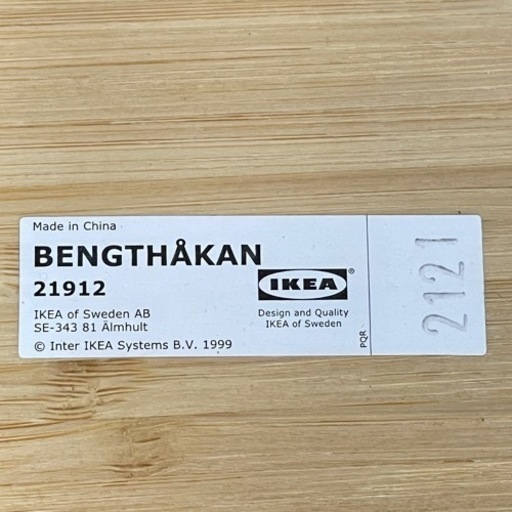 Made in China
BENGTHÅKAN
21912
IKEA of Sweden AB
SE-343 81 Älmhult
© Inter IKEA Systems B.V. 1999
IKEA®
Design and Quality
IKEA of Sweden
PQR
2121